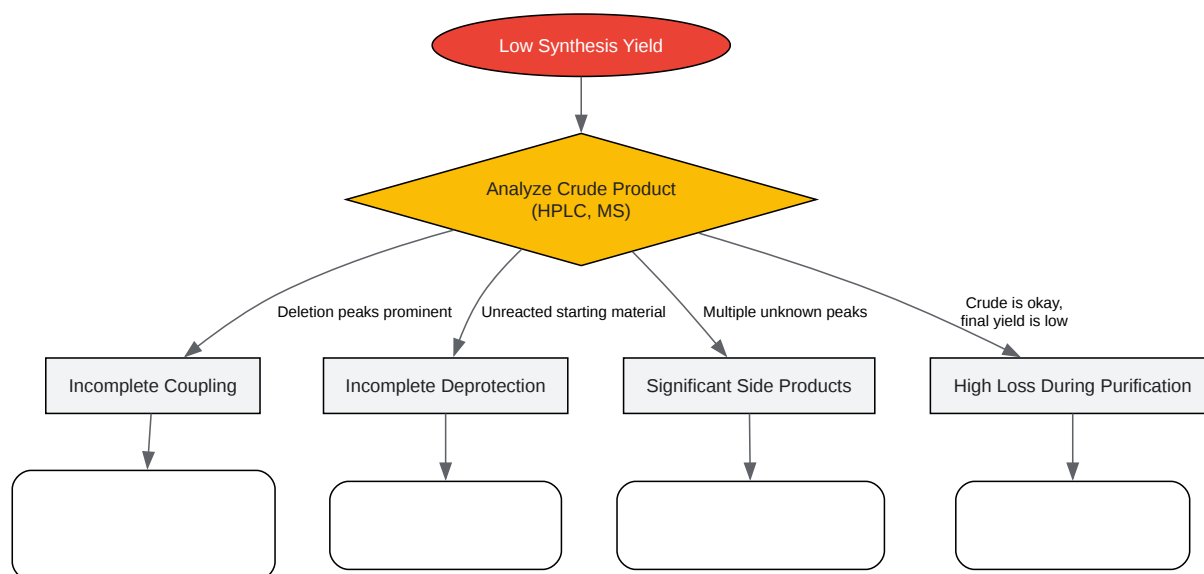 Low Synthesis Yield
Analyze Crude Product
(HPLC, MS)
Deletion peaks prominent
Unreacted starting material
Multiple unknown peaks
Crude is okay,
final yield is low
Incomplete Coupling
Incomplete Deprotection
Significant Side Products
High Loss During Purification